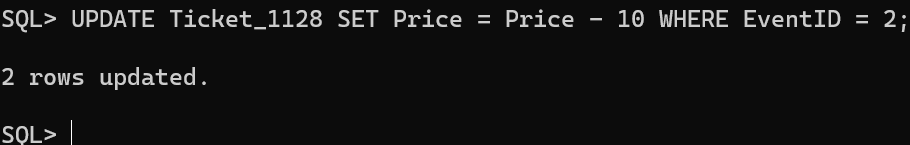 SQL> UPDATE Ticket_1128 SET Price = Price - 10 WHERE EventID = 2;
2 rows updated.
SQL>